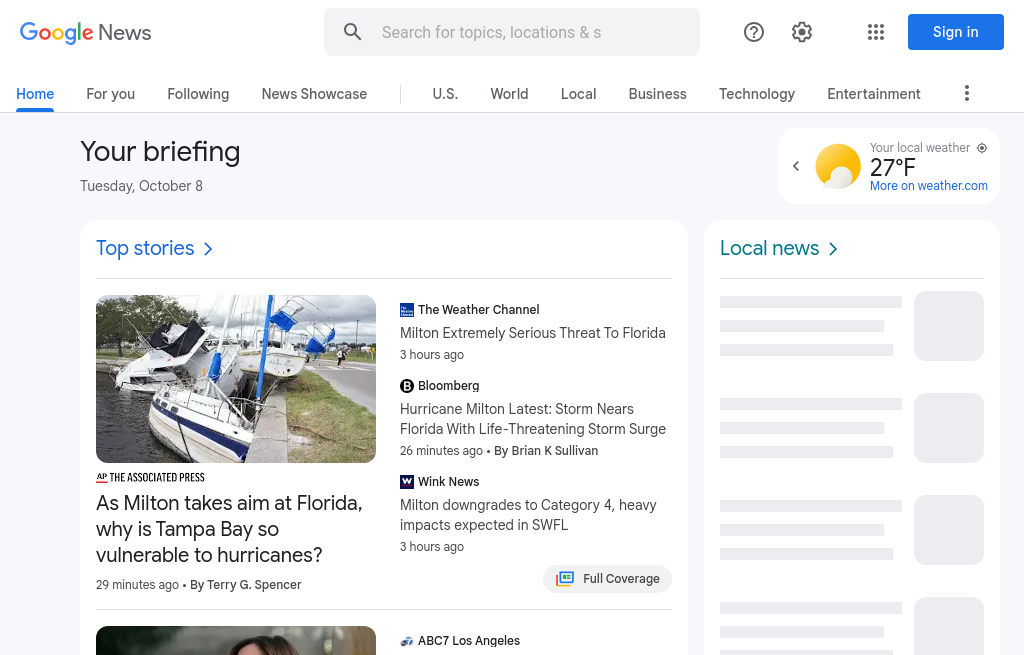 Google News
Search for topics, locations & s
Sign in
Home For you Following News Showcase U.S. World Local Business Technology Entertainment
Your briefing
Tuesday, October 8
Your local weather
27°F
More on weather.com
Top stories
The Weather Channel
Milton Extremely Serious Threat To Florida
3 hours ago
Bloomberg
Hurricane Milton Latest: Storm Nears
Florida With Life-Threatening Storm Surge
26 minutes ago • By Brian K Sullivan
Wink News
Milton downgrades to Category 4, heavy
impacts expected in SWFL
3 hours ago
AP THE ASSOCIATED PRESS
As Milton takes aim at Florida,
why is Tampa Bay so
vulnerable to hurricanes?
29 minutes ago • By Terry G. Spencer
Full Coverage
ABC7 Los Angeles
Local news